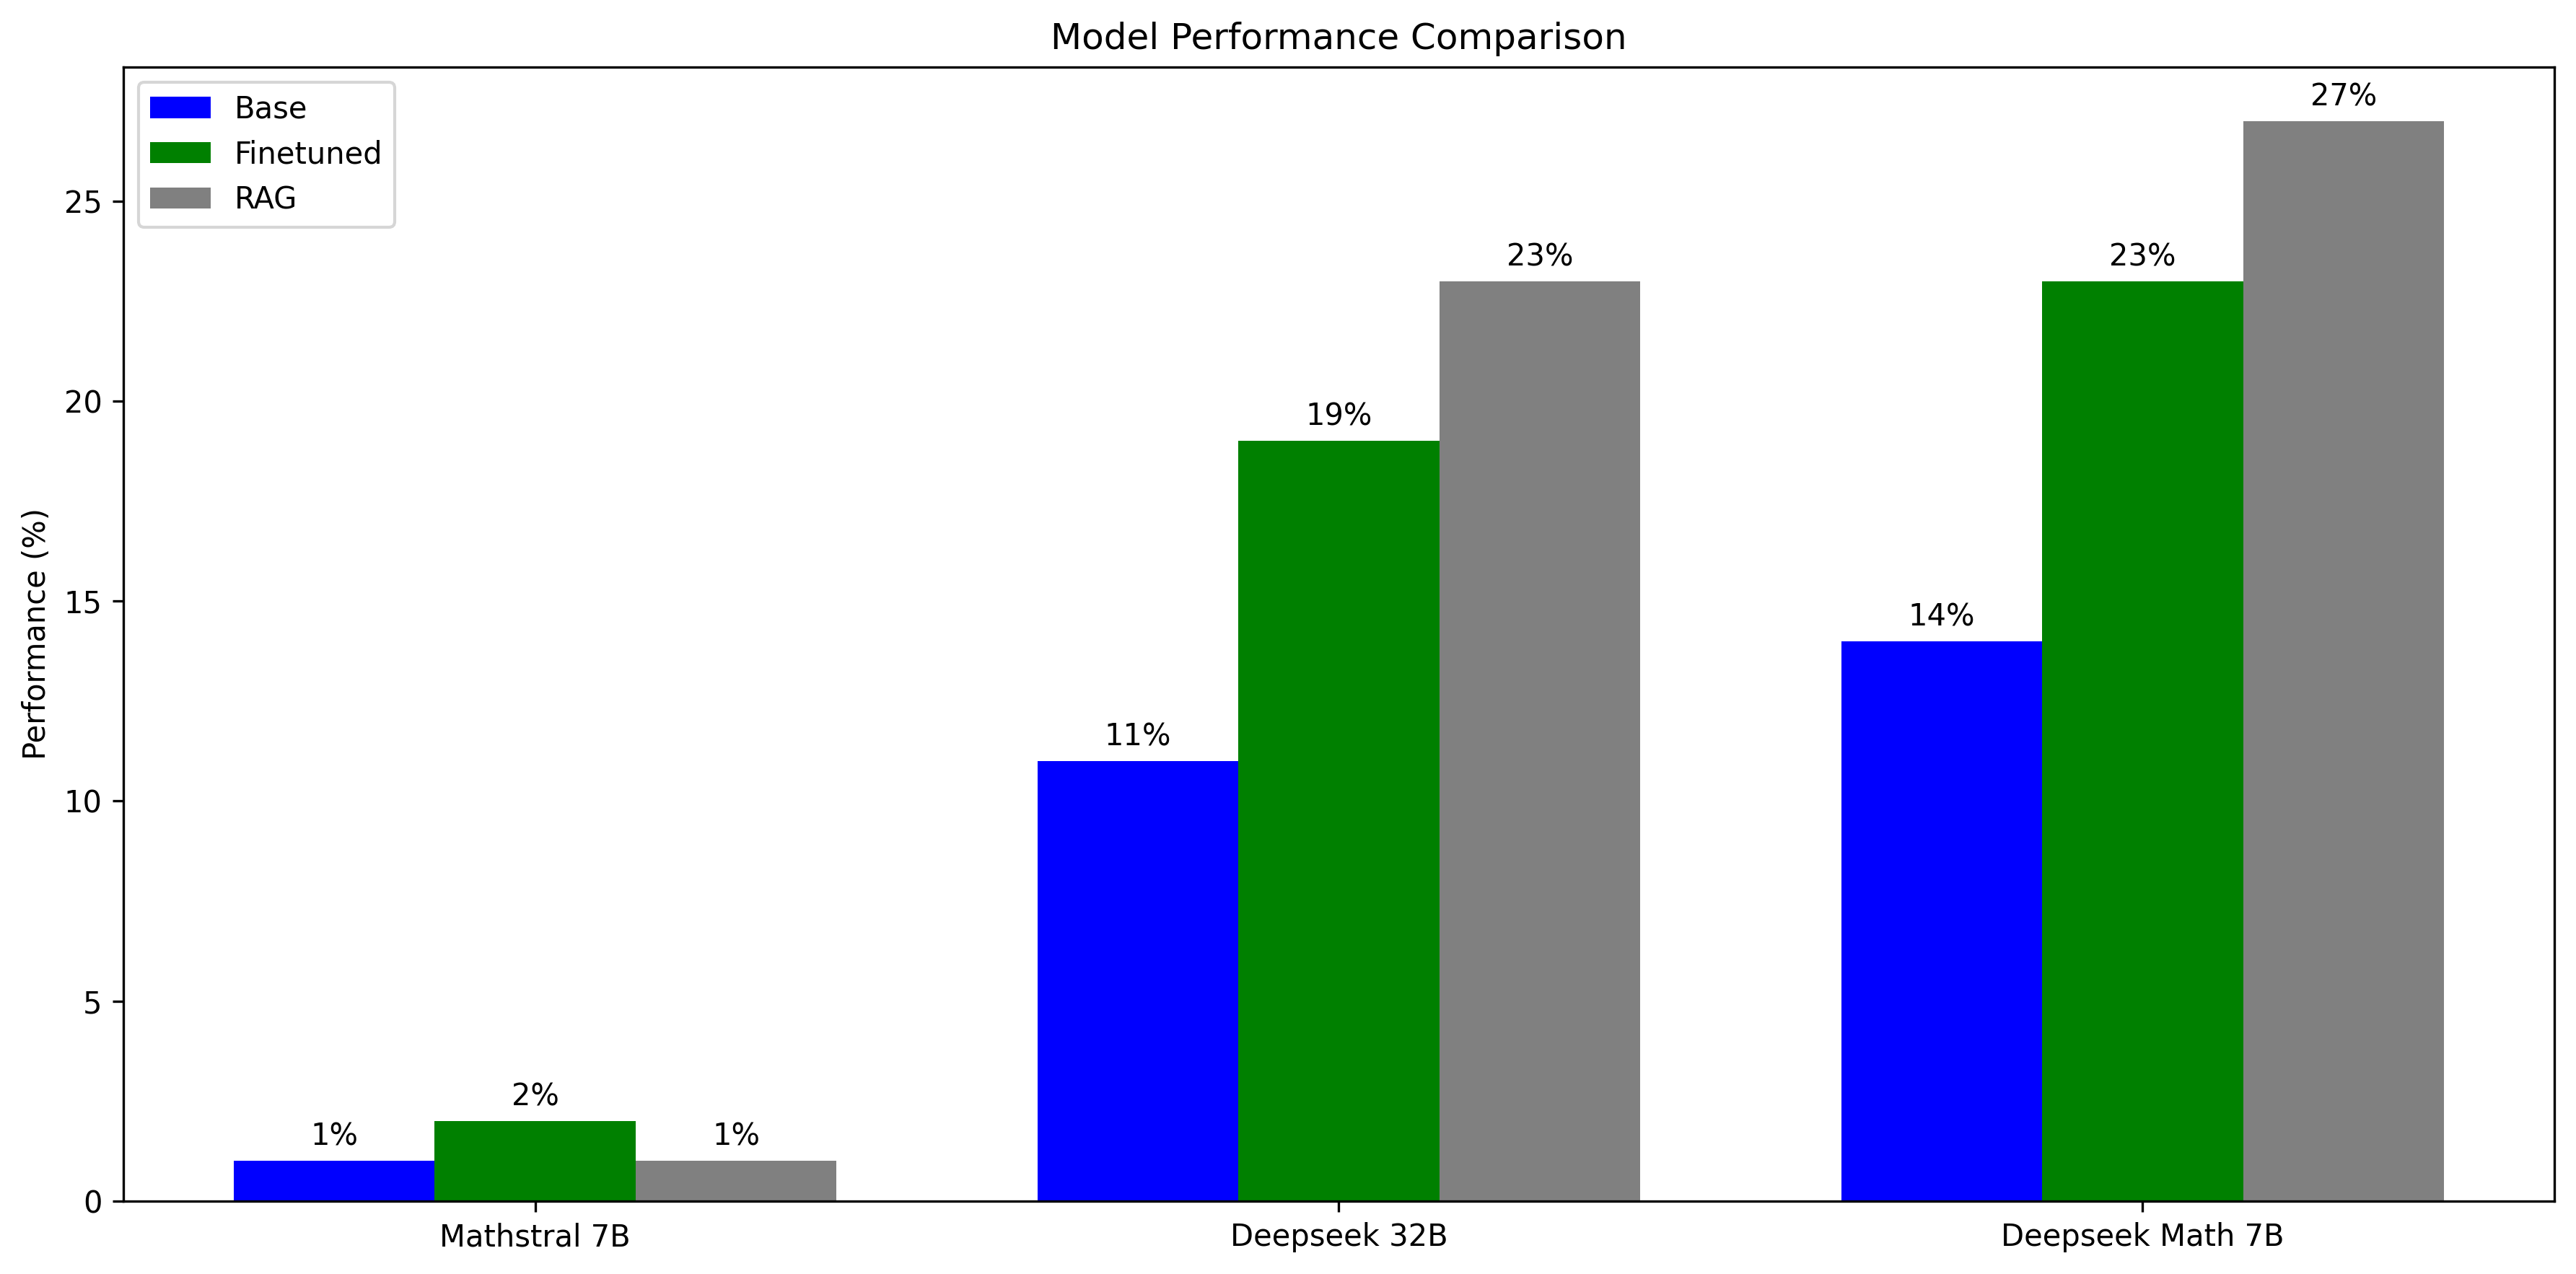 Model Performance Comparison
Base
Finetuned
RAG
Performance (%)
25
20
15
10
5
0
1%
2%
1%
11%
19%
23%
14%
23%
27%
Mathstral 7B
Deepseek 32B
Deepseek Math 7B